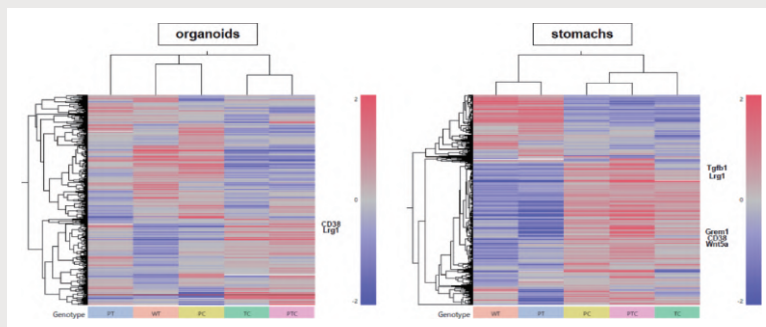 organoids
2
0
-2
CD38
Lrg1
Genotype
PT
WT
PC
TC
PTC
stomachs
2
0
-2
Tgfb1
Lrg1
Grem1
CD38
Wnt5a
Genotype
WT
PT
PC
PTC
TC